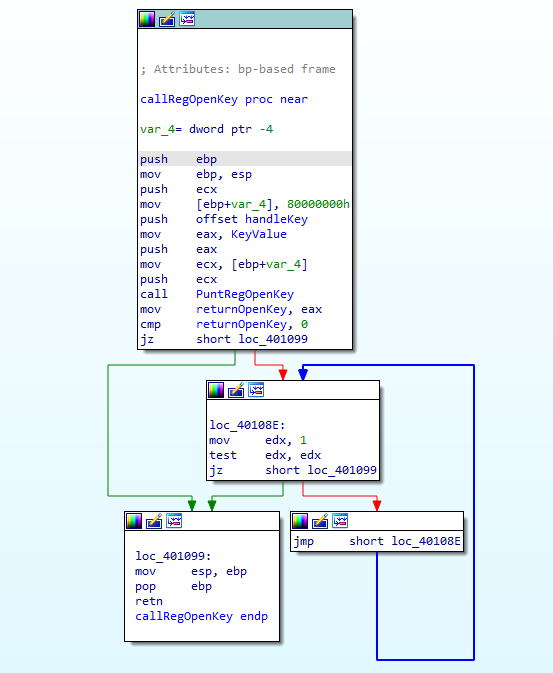 ; Attributes: bp-based frame
callRegOpenKey proc near
var_4= dword ptr -4
push ebp
mov ebp, esp
push ecx
mov [ebp+var_4], 80000000h
push offset handleKey
mov eax, KeyValue
push eax
mov ecx, [ebp+var_4]
push ecx
call PuntRegOpenKey
mov returnOpenKey, eax
cmp returnOpenKey, 0
jz short loc_401099
loc_40108E:
mov edx, 1
test edx, edx
jz short loc_401099
loc_401099:
mov esp, ebp
pop ebp
retn
callRegOpenKey endp
jmp short loc_40108E